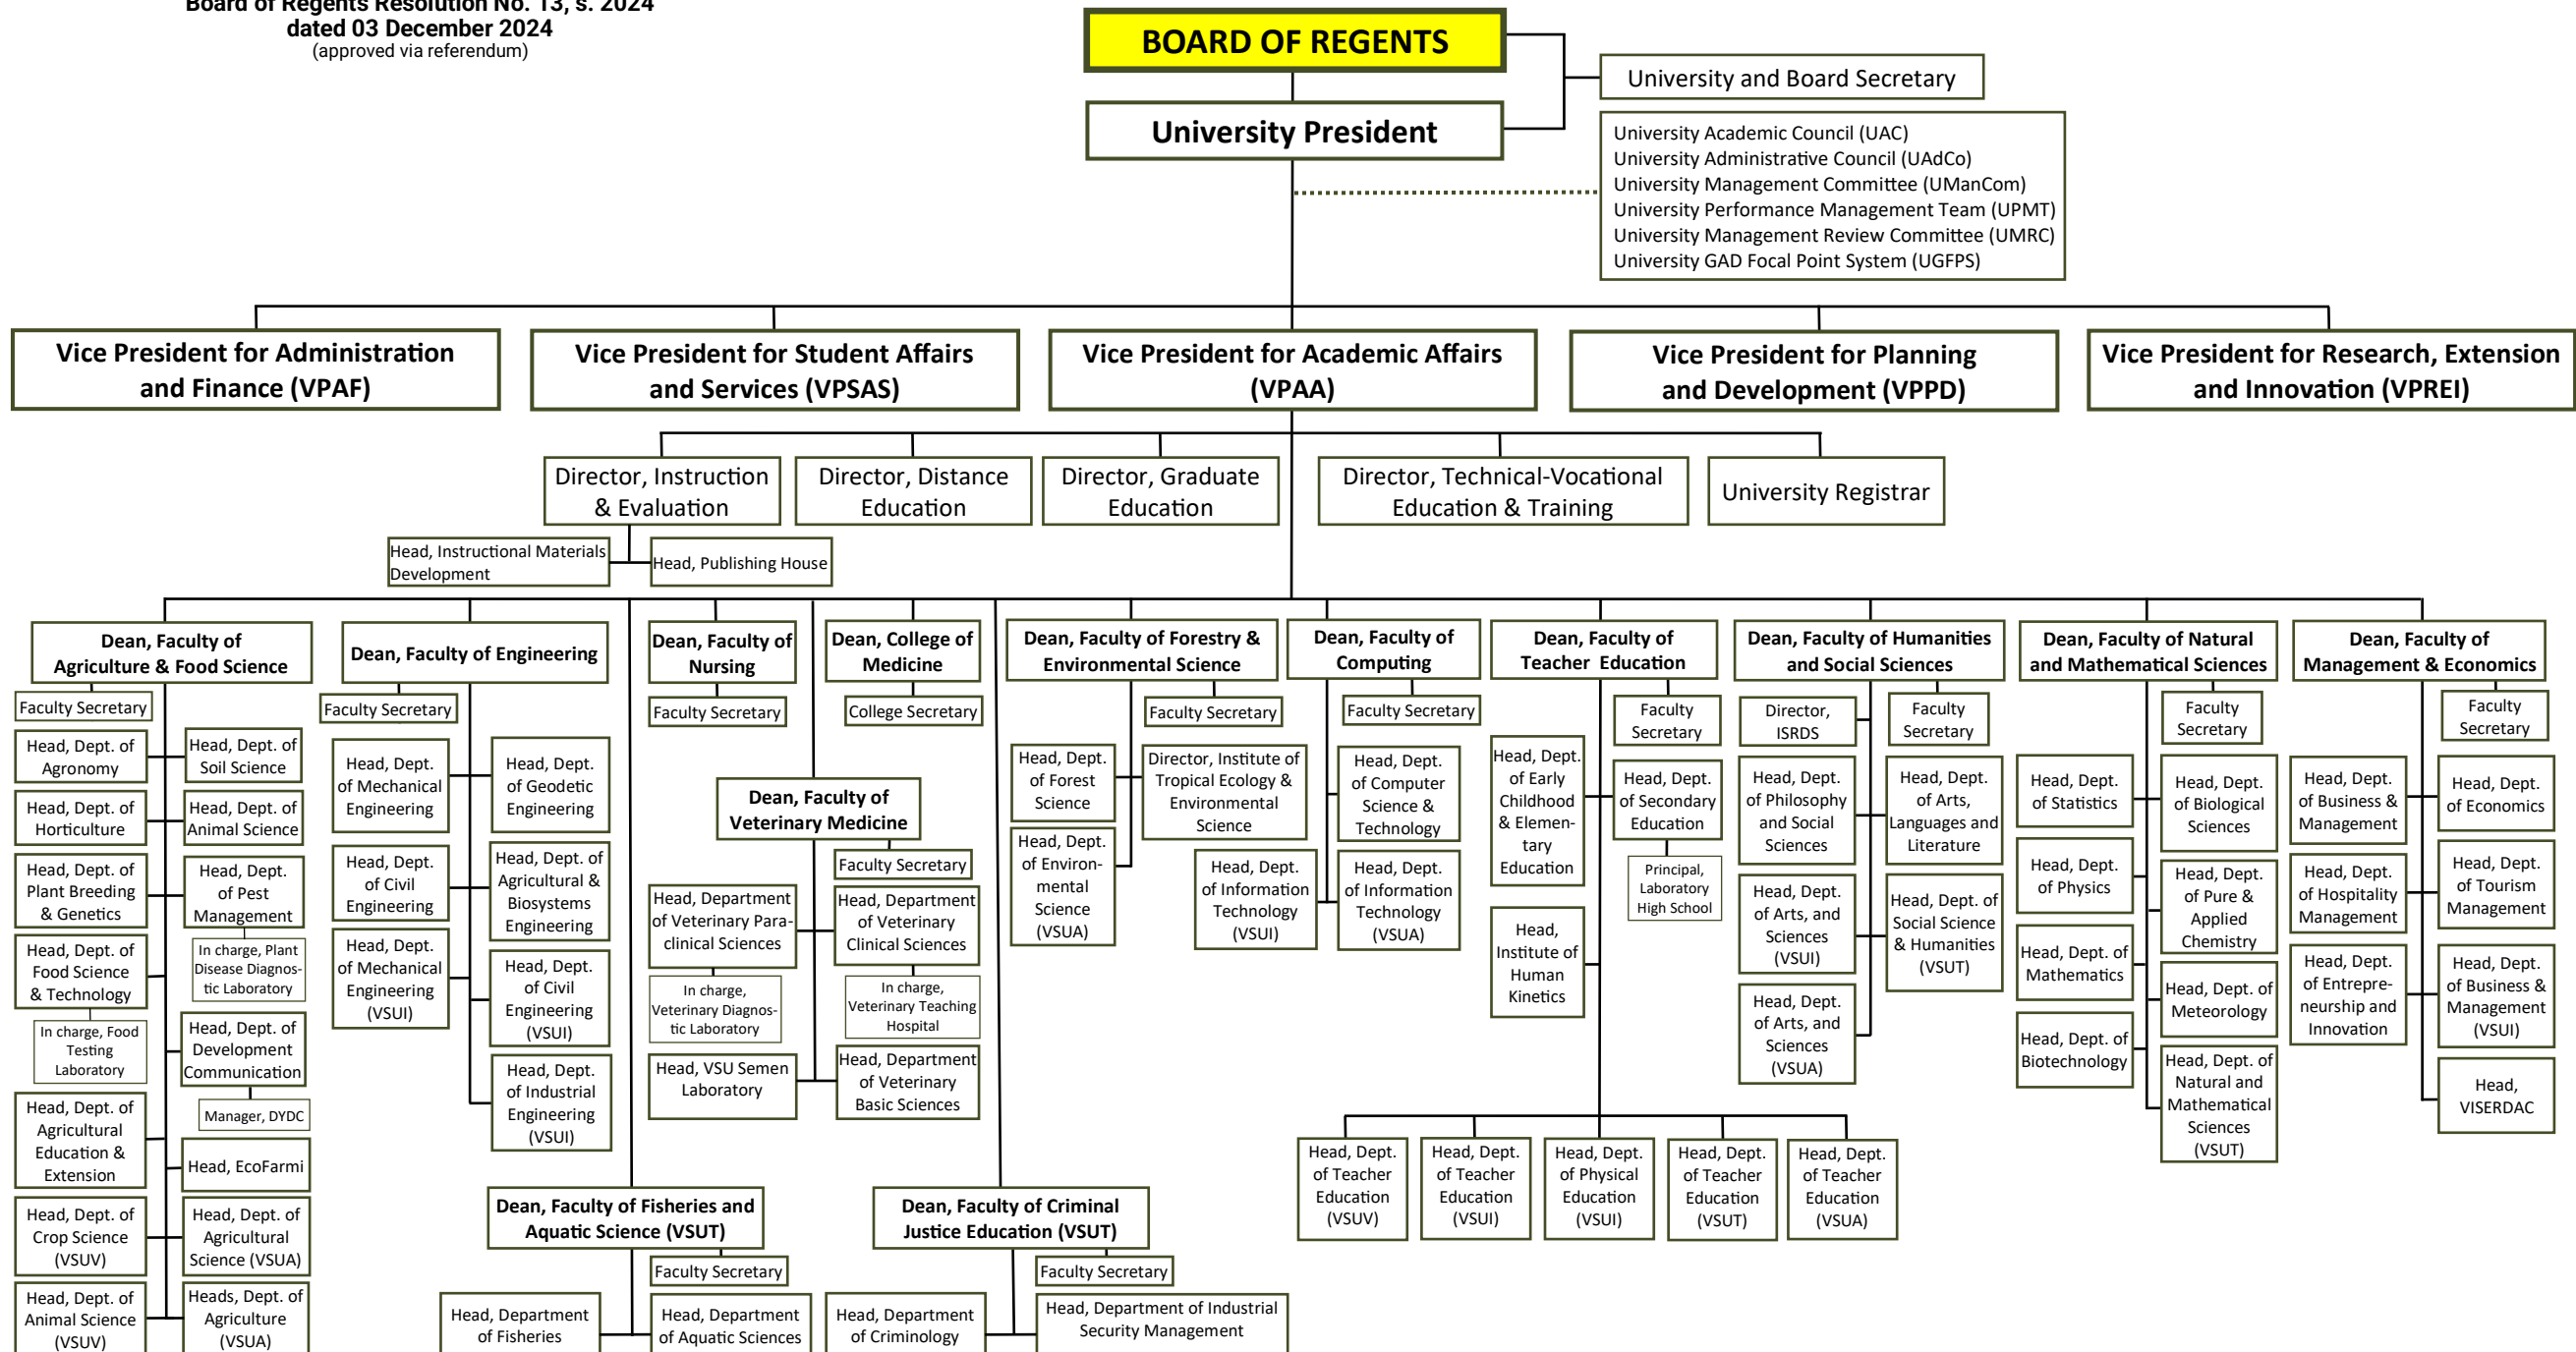 Board of Regents Resolution No. 13, s. 2024
dated 03 December 2024
(approved via referendum)
BOARD OF REGENTS
University and Board Secretary
University President
University Academic Council (UAC)
University Administrative Council (UAdCo)
University Management Committee (UManCom)
University Performance Management Team (UPMT)
University Management Review Committee (UMRC)
University GAD Focal Point System (UGFPS)
Vice President for Administration
and Finance (VPAF)
Vice President for Student Affairs
and Services (VPSAS)
Vice President for Academic Affairs
(VPAA)
Vice President for Planning
and Development (VPPD)
Vice President for Research, Extension
and Innovation (VPREI)
Director, Instruction
& Evaluation
Director, Distance
Education
Director, Graduate
Education
Director, Technical-Vocational
Education & Training
University Registrar
Head, Instructional Materials
Development
Head, Publishing House
Dean, Faculty of
Agriculture & Food Science
Faculty Secretary
Head, Dept. of
Agronomy
Head, Dept. of
Soil Science
Head, Dept. of
Horticulture
Head, Dept. of
Animal Science
Head, Dept. of
Plant Breeding
& Genetics
Head, Dept.
of Pest
Management
In charge, Plant
Disease Diagnos-
tic Laboratory
Head, Dept. of
Food Science
& Technology
In charge, Food
Testing
Laboratory
Head, Dept. of
Development
Communication
Manager, DYDC
Head, Dept. of
Agricultural
Education &
Extension
Head, EcoFarmi
Head, Dept. of
Crop Science
(VSUV)
Head, Dept. of
Agricultural
Science (VSUA)
Head, Dept. of
Animal Science
(VSUV)
Heads, Dept. of
Agriculture
(VSUA)
Dean, Faculty of Engineering
Faculty Secretary
Head, Dept.
of Mechanical
Engineering
Head, Dept.
of Geodetic
Engineering
Head, Dept.
of Civil
Engineering
Head, Dept. of
Agricultural &
Biosystems
Engineering
Head, Dept.
of Mechanical
Engineering
(VSUI)
Head, Dept.
of Civil
Engineering
(VSUI)
Head, Dept.
of Industrial
Engineering
(VSUI)
Dean, Faculty of Fisheries and
Aquatic Science (VSUT)
Faculty Secretary
Head, Department
of Fisheries
Head, Department
of Aquatic Sciences
Dean, Faculty of
Nursing
Faculty Secretary
Dean, Faculty of
Veterinary Medicine
Faculty Secretary
Head, Department
of Veterinary Para-
clinical Sciences
Head, Department
of Veterinary
Clinical Sciences
In charge,
Veterinary Diagnos-
tic Laboratory
In charge,
Veterinary Teaching
Hospital
Head, VSU Semen
Laboratory
Head, Department
of Veterinary
Basic Sciences
Dean, College of
Medicine
College Secretary
Dean, Faculty of Criminal
Justice Education (VSUT)
Faculty Secretary
Head, Department
of Criminology
Head, Department of Industrial
Security Management
Dean, Faculty of Forestry &
Environmental Science
Faculty Secretary
Head, Dept.
of Forest
Science
Director, Institute of
Tropical Ecology &
Environmental
Science
Head, Dept.
of Environ-
mental
Science
(VSUA)
Dean, Faculty of
Computing
Faculty Secretary
Head, Dept.
of Computer
Science &
Technology
Head, Dept.
of Information
Technology
(VSUI)
Head, Dept.
of Information
Technology
(VSUA)
Dean, Faculty of
Teacher Education
Faculty
Secretary
Head, Dept.
of Early
Childhood
& Elemen-
tary
Education
Head, Dept.
of Secondary
Education
Principal,
Laboratory
High School
Head,
Institute of
Human
Kinetics
Head, Dept.
of Teacher
Education
(VSUV)
Head, Dept.
of Teacher
Education
(VSUI)
Head, Dept.
of Physical
Education
(VSUI)
Head, Dept.
of Teacher
Education
(VSUT)
Head, Dept.
of Teacher
Education
(VSUA)
Dean, Faculty of Humanities
and Social Sciences
Director,
ISRDS
Faculty
Secretary
Head, Dept.
of Philosophy
and Social
Sciences
Head, Dept.
of Arts,
Languages and
Literature
Head, Dept.
of Arts, and
Sciences
(VSUI)
Head, Dept. of
Social Science
& Humanities
(VSUT)
Head, Dept.
of Arts, and
Sciences
(VSUA)
Dean, Faculty of Natural
and Mathematical Sciences
Faculty
Secretary
Head, Dept.
of Statistics
Head, Dept.
of Biological
Sciences
Head, Dept.
of Physics
Head, Dept.
of Pure &
Applied
Chemistry
Head, Dept. of
Mathematics
Head, Dept. of
Meteorology
Head, Dept. of
Biotechnology
Head, Dept. of
Natural and
Mathematical
Sciences
(VSUT)
Dean, Faculty of
Management & Economics
Faculty
Secretary
Head, Dept.
of Business &
Management
Head, Dept.
of Economics
Head, Dept.
of Hospitality
Management
Head, Dept.
of Tourism
Management
Head, Dept.
of Entrepre-
neurship and
Innovation
Head, Dept.
of Business &
Management
(VSUI)
Head,
VISERDAC